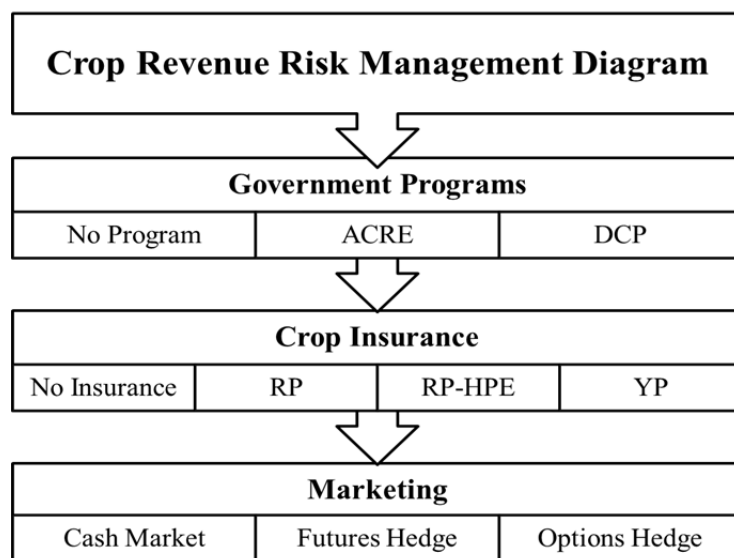 Crop Revenue Risk Management Diagram
Government Programs
No Program ACRE DCP
Crop Insurance
No Insurance RP RP-HPE YP
Marketing
Cash Market Futures Hedge Options Hedge